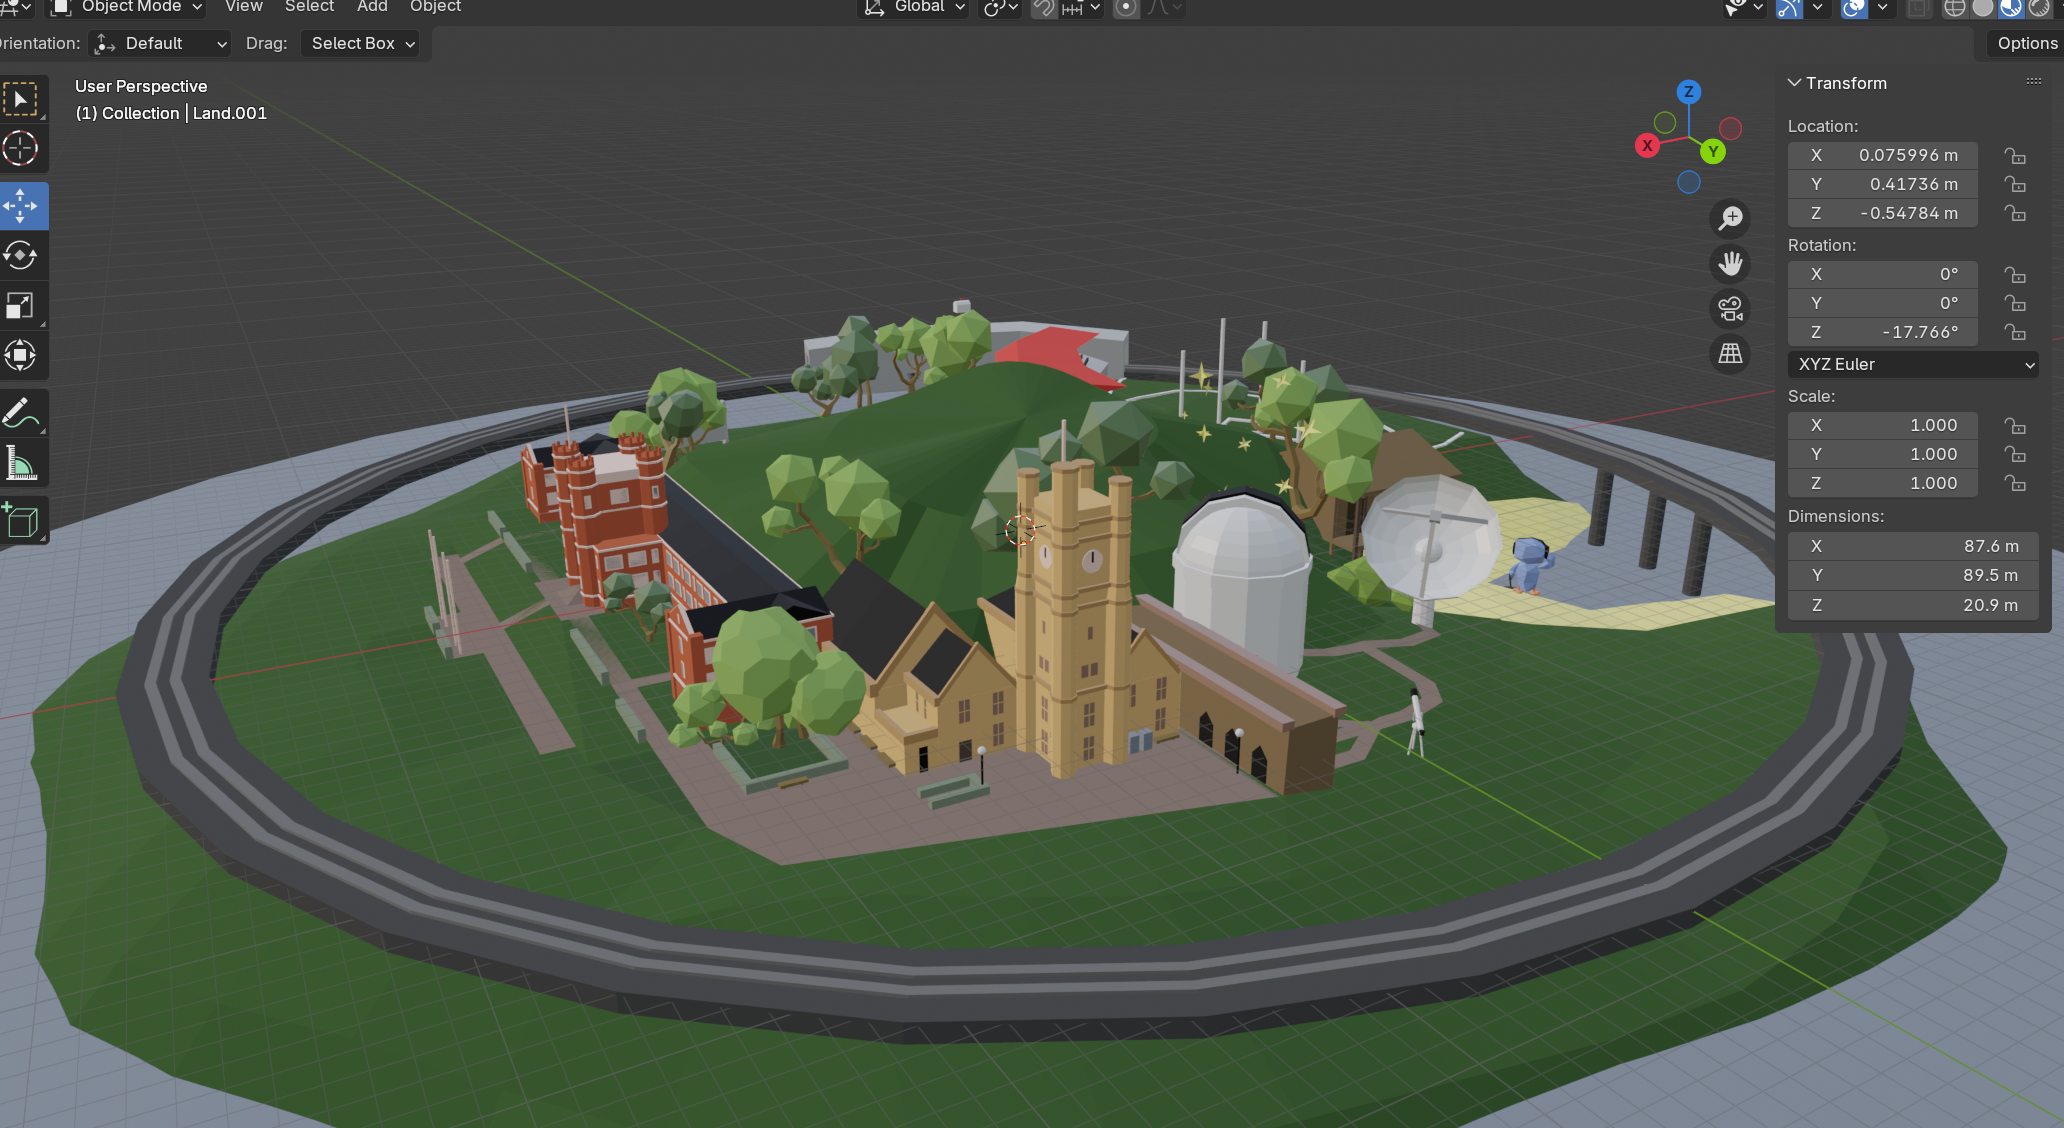 Object Mode View Select Add Object Global
rientation: Default Drag: Select Box Options
User Perspective
(1) Collection | Land.001
Z
X
Y
Transform
Location:
X 0.075996 m
Y 0.41736 m
Z -0.54784 m
Rotation:
X 0°
Y 0°
Z -17.766°
XYZ Euler
Scale:
X 1.000
Y 1.000
Z 1.000
Dimensions:
X 87.6 m
Y 89.5 m
Z 20.9 m